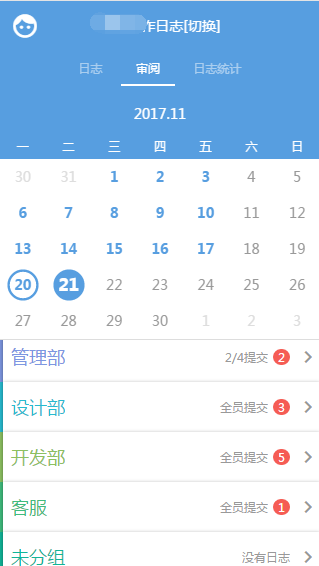 作日志[切换]
日志 审阅 日志统计
2017.11
一 二 三 四 五 六 日
30 31 1 2 3 4 5
6 7 8 9 10 11 12
13 14 15 16 17 18 19
20 21 22 23 24 25 26
27 28 29 30 1 2 3
管理部 2/4提交 2
设计部 全员提交 3
开发部 全员提交 5
客服 全员提交 1
未分组 没有日志